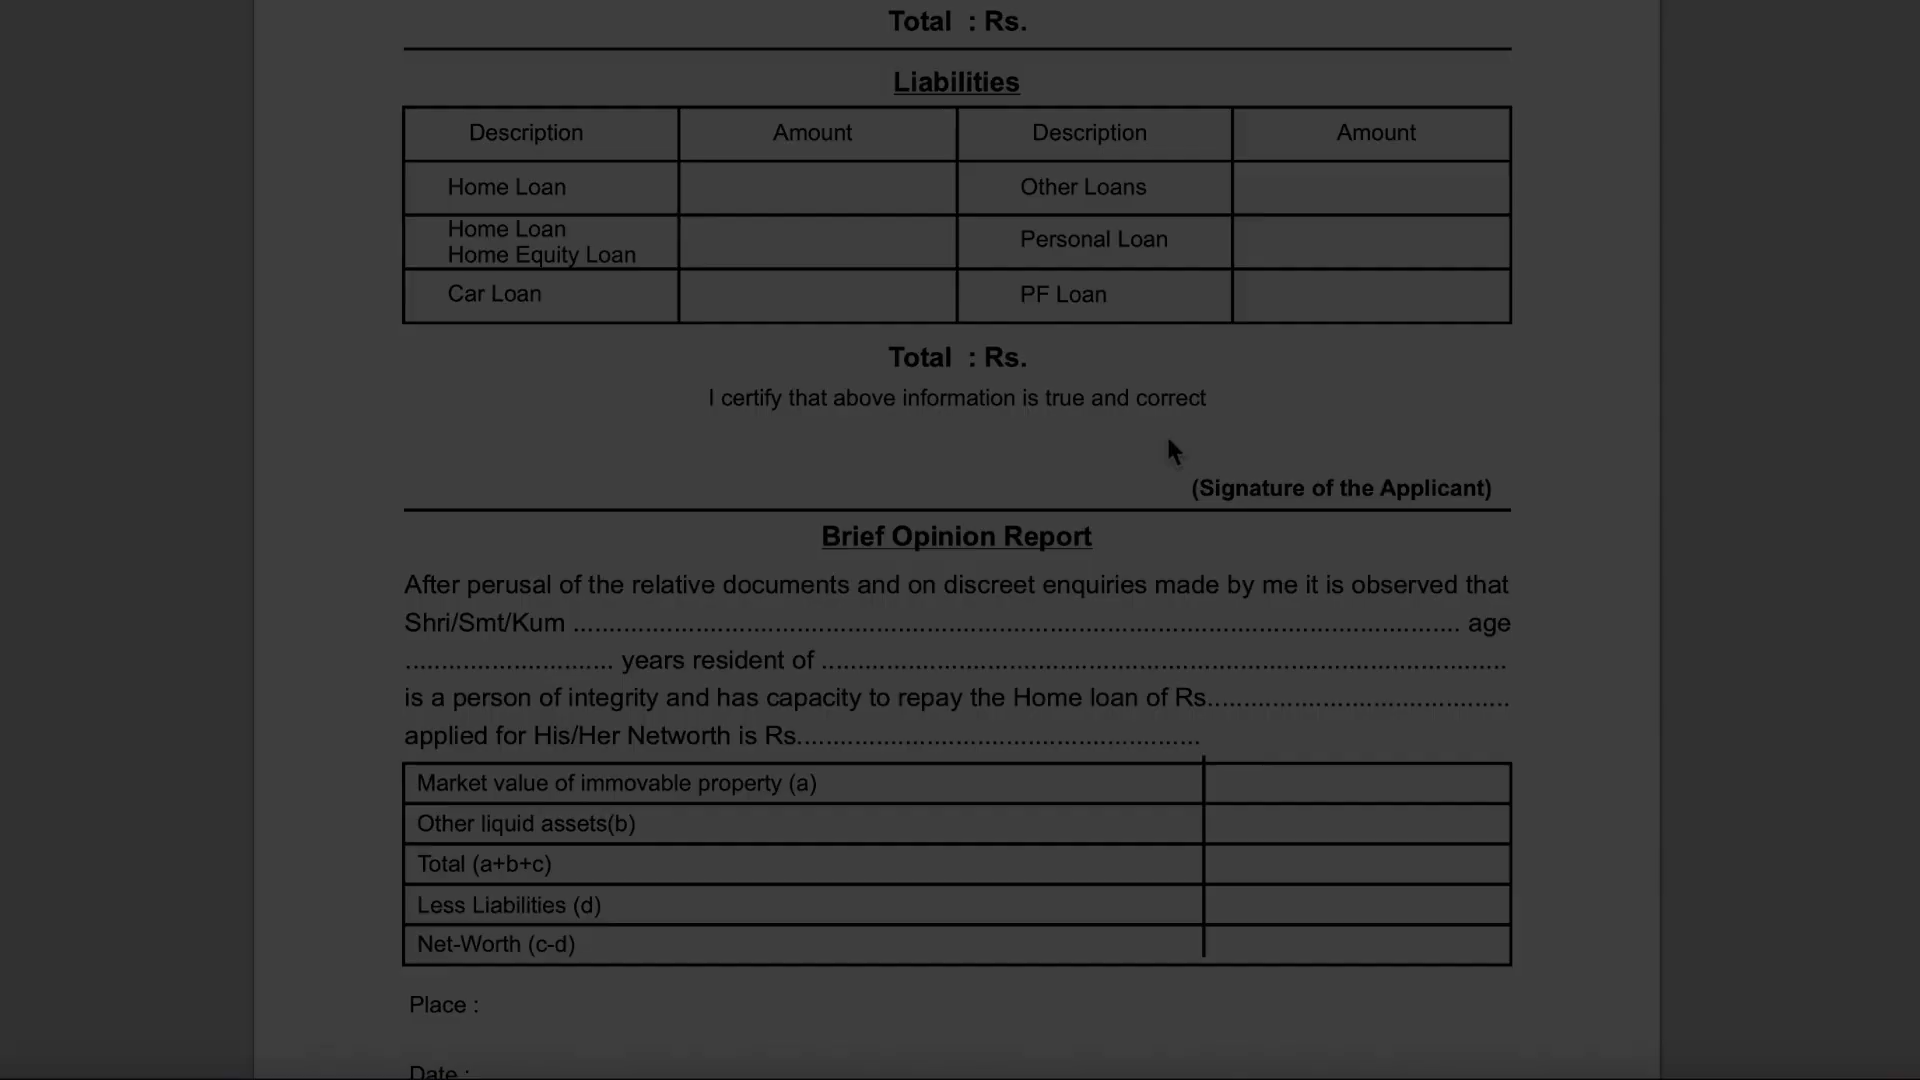 Total : Rs.
Liabilities
Description Amount Description Amount
Home Loan Other Loans
Home Loan
Home Equity Loan Personal Loan
Car Loan PF Loan
Total : Rs.
I certify that above information is true and correct
(Signature of the Applicant)
Brief Opinion Report
After perusal of the relative documents and on discreet enquiries made by me it is observed that
Shri/Smt/Kum .................................................................................................................. age
............................. years resident of ...............................................................................................
is a person of integrity and has capacity to repay the Home loan of Rs..........................................
applied for His/Her Networth is Rs........................................................
Market value of immovable property (a)
Other liquid assets(b)
Total (a+b+c)
Less Liabilities (d)
Net-Worth (c-d)
Place :
Date :